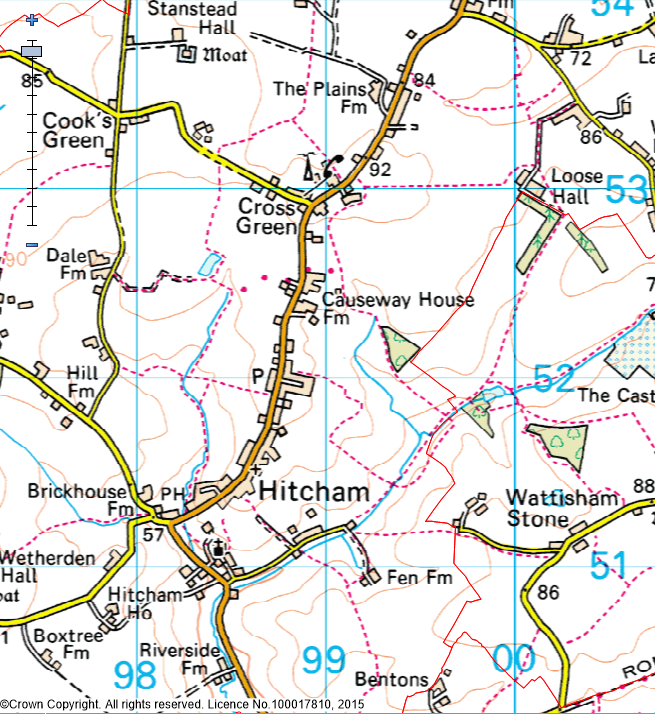 54
Stanstead
Hall
Fm
Moat
72
La
85
84
The Plains
Fm
Cook's
Green
86
92
Loose
Hall
53
Cross
Green
90
Dale
Fm
7
Causeway House
Fm
52
Hill
Fm
P
The Cast
Hitcham
Brickhouse
Fm
PH
Wattisham
Stone
88
57
51
Wetherden
Hall
oat
Fen Fm
86
Hitcham
Ho
1
Boxtree
Fm
Riverside
Fm
98
99
00
Bentons
RO
©Crown Copyright. All rights reserved. Licence No.100017810, 2015